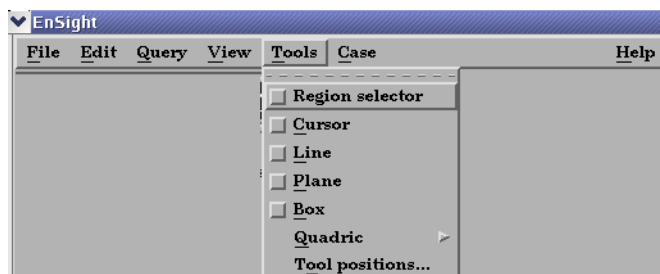 EnSight
File Edit Query View Tools Case Help
Region selector
Cursor
Line
Plane
Box
Quadric
Tool positions...